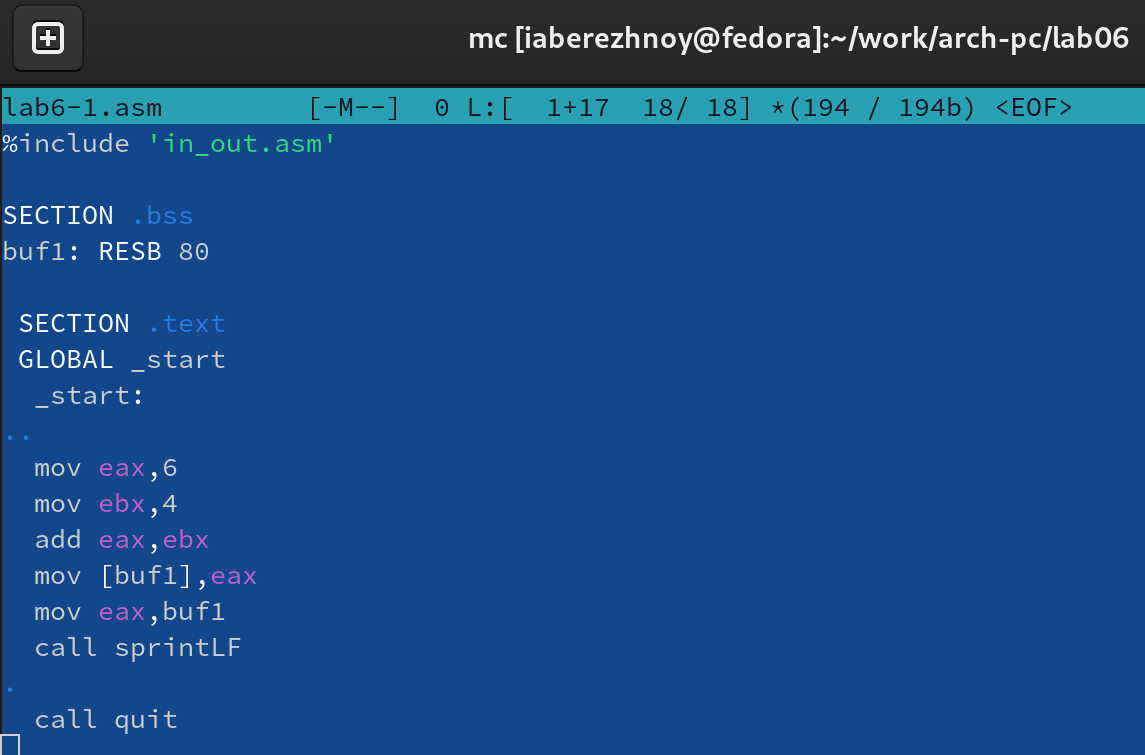 mc [iaberezhnoy@fedora]:~/work/arch-pc/lab06
lab6-1.asm [-M--] 0 L:[ 1+17 18/ 18] *(194 / 194b) <EOF>
%include 'in_out.asm'
SECTION .bss
buf1: RESB 80
SECTION .text
GLOBAL _start
_start:
..
mov eax,6
mov ebx,4
add eax,ebx
mov [buf1],eax
mov eax,buf1
call sprintLF
.
call quit